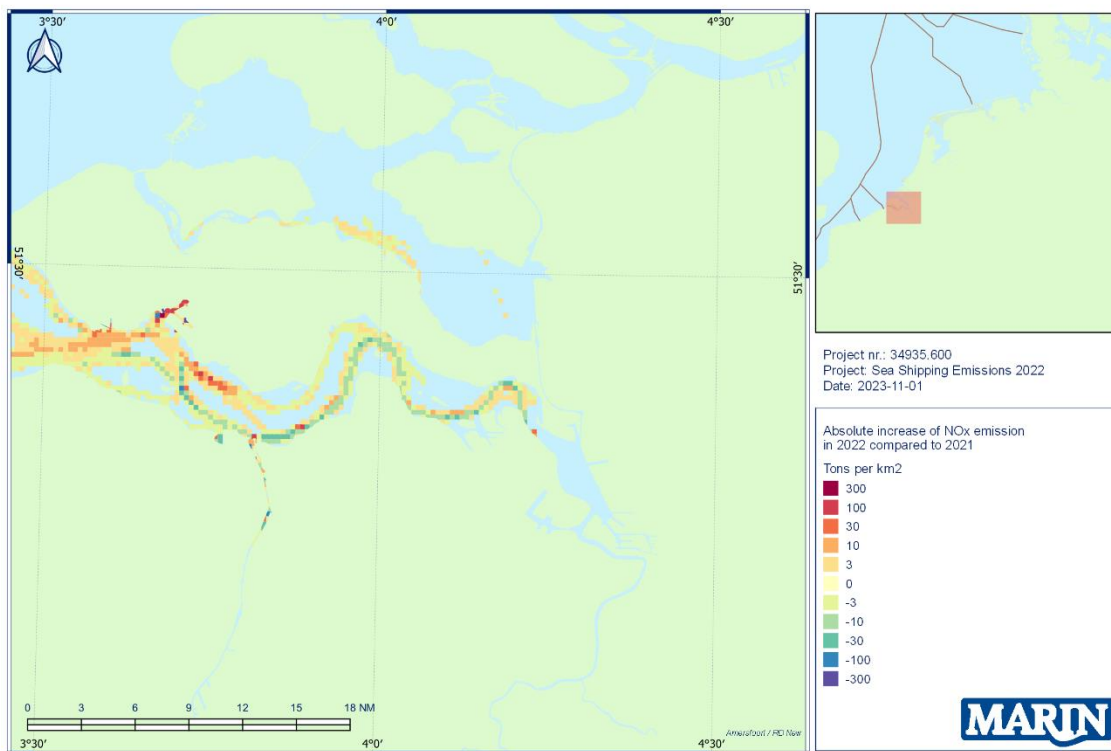 3°30'
4°0'
4°30'
51°30'
51°30'
0 3 6 9 12 15 18 NM
3°30'
4°0'
4°30'
Amersfoort / RD New
Project nr.: 34935.600
Project: Sea Shipping Emissions 2022
Date: 2023-11-01
Absolute increase of NOx emission
in 2022 compared to 2021
Tons per km2
300
100
30
10
3
0
-3
-10
-30
-100
-300
MARIN